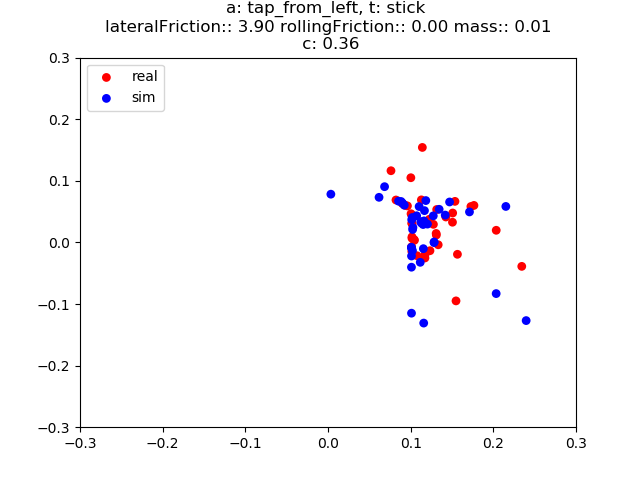 a: tap_from_left, t: stick
lateralFriction:: 3.90 rollingFriction:: 0.00 mass:: 0.01
c: 0.36
real
sim
0.3
0.2
0.1
0.0
−0.1
−0.2
−0.3
−0.3 −0.2 −0.1 0.0 0.1 0.2 0.3